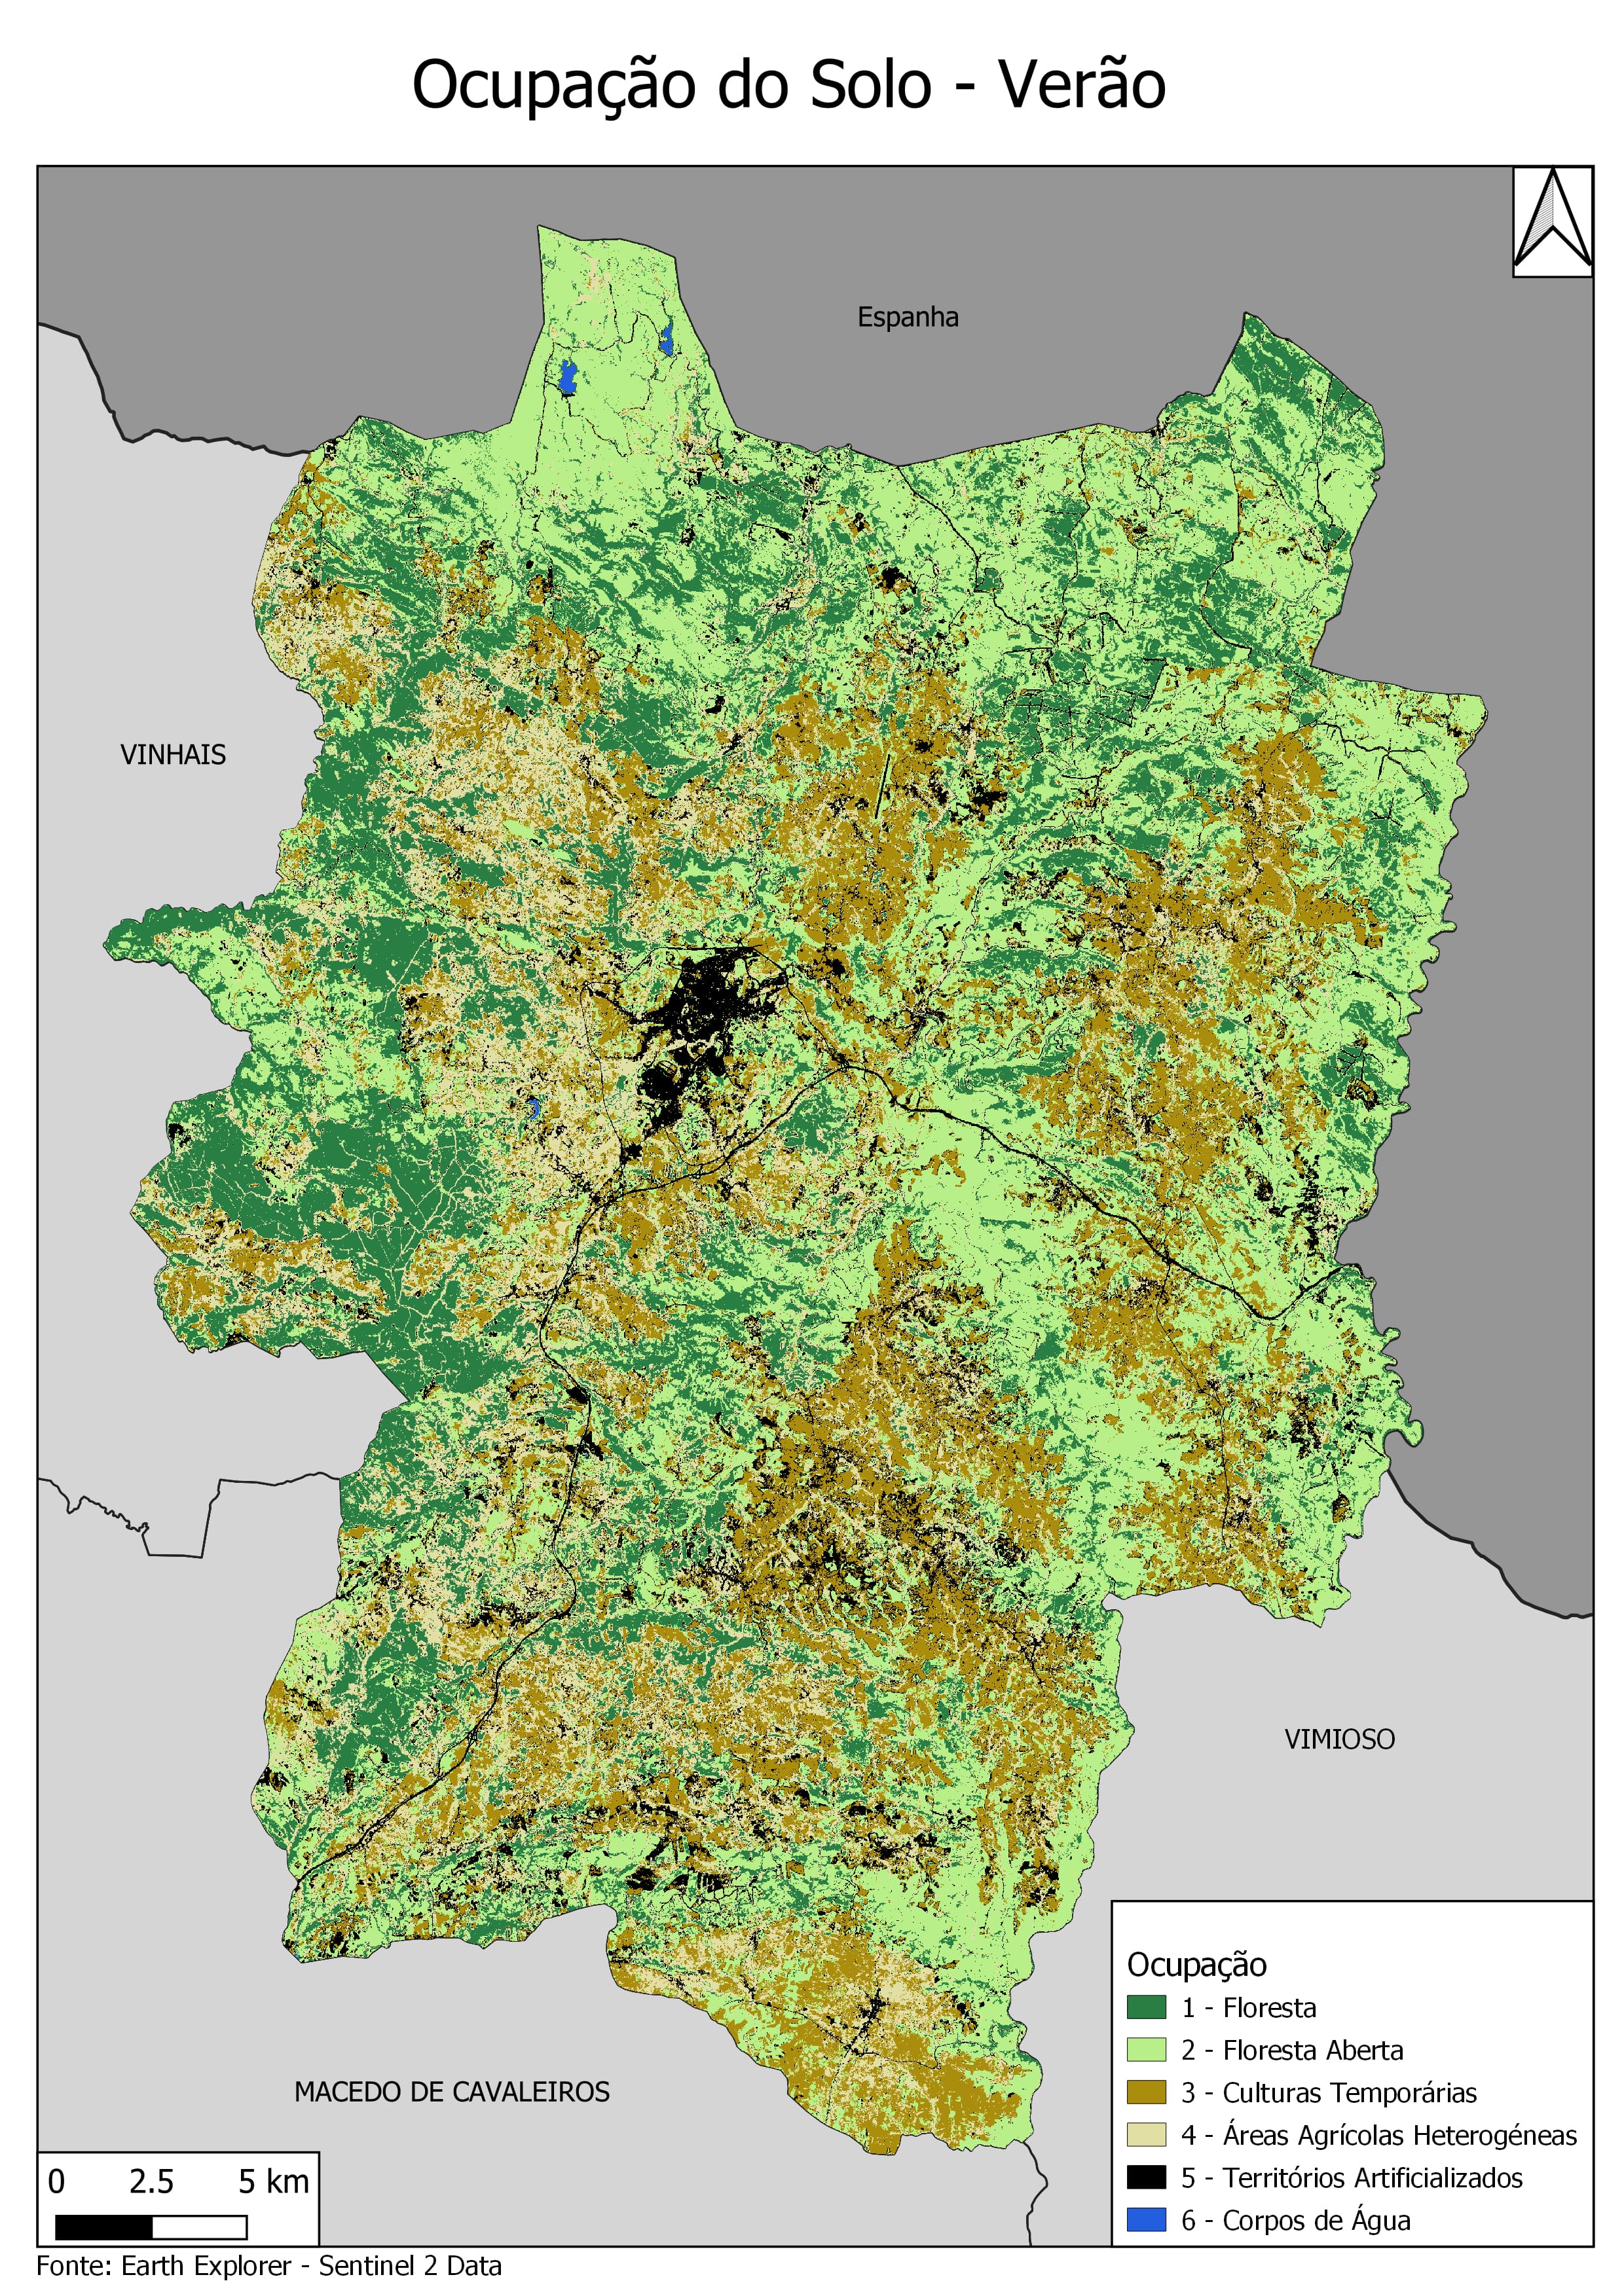 Ocupação do Solo - Verão
Espanha
VINHAIS
VIMIOSO
MACEDO DE CAVALEIROS
Ocupação
1 - Floresta
2 - Floresta Aberta
3 - Culturas Temporárias
4 - Áreas Agrícolas Heterogéneas
5 - Territórios Artificializados
6 - Corpos de Água
0 2.5 5 km
Fonte: Earth Explorer - Sentinel 2 Data